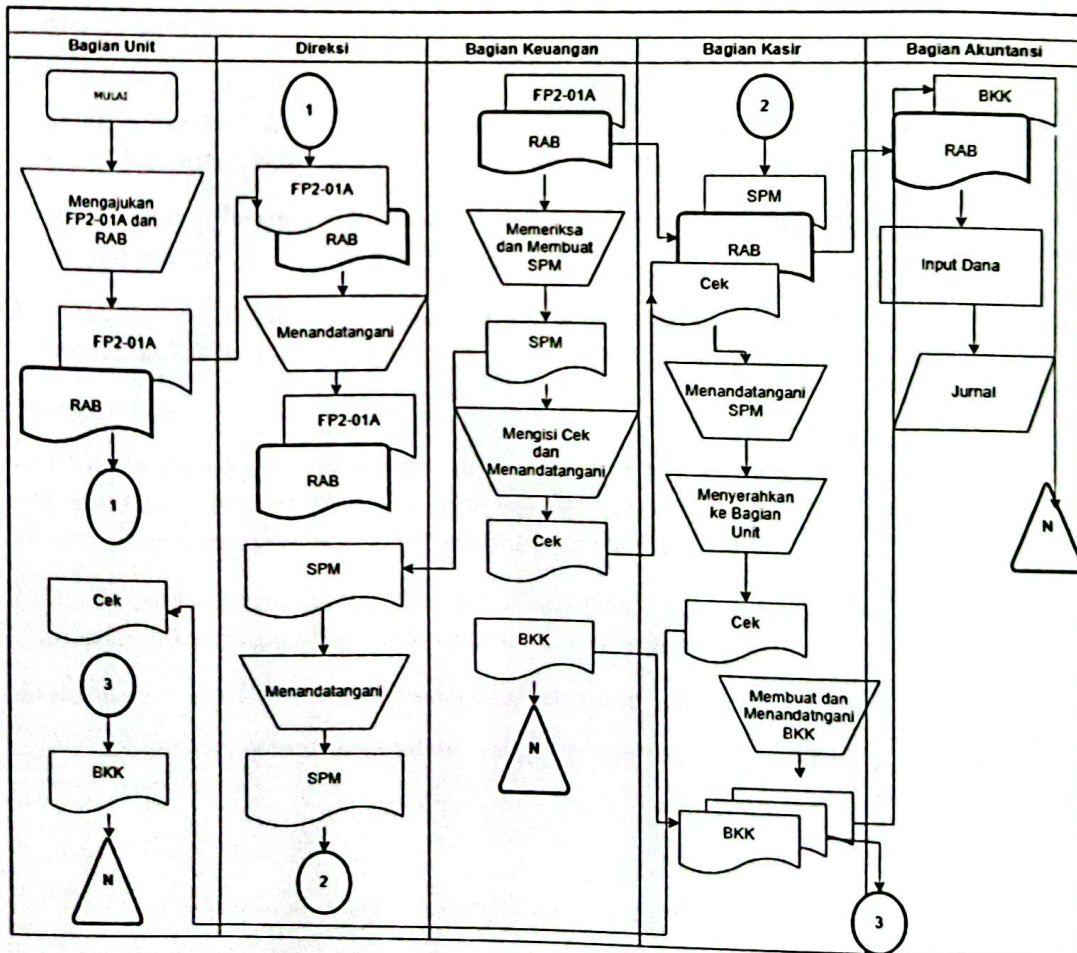 Bagian Unit
Direksi
Bagian Keuangan
Bagian Kasir
Bagian Akuntansi
MULAI
Mengajukan
FP2-01A dan
RAB
FP2-01A
RAB
1
Cek
3
BKK
N
1
FP2-01A
RAB
Menandatangani
FP2-01A
RAB
SPM
Menandatangani
SPM
2
FP2-01A
RAB
Memeriksa
dan Membuat
SPM
SPM
Mengisi Cek
dan
Menandatangani
Cek
BKK
N
2
SPM
RAB
Cek
Menandatangani
SPM
Menyerahkan
ke Bagian
Unit
Cek
Membuat dan
Menandatngani
BKK
BKK
3
BKK
RAB
Input Dana
Jurnal
N